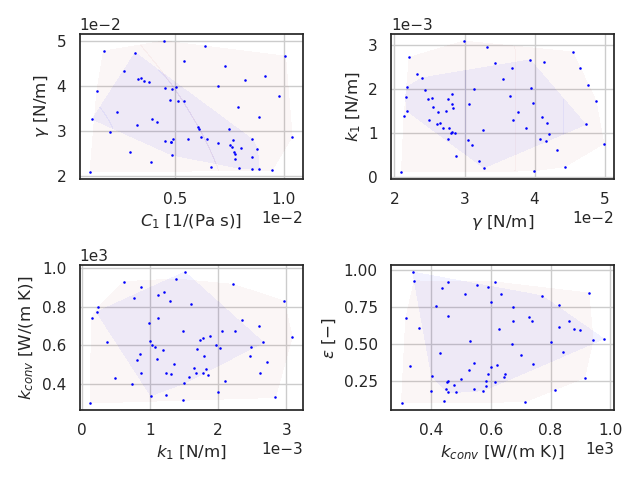 1e−2
5
4
3
2
γ [N/m]
0.5
1.0
1e−2
C₁ [1/(Pa s)]
1e−3
3
2
1
0
k₁ [N/m]
2
3
4
5
1e−2
γ [N/m]
1e3
1.0
0.8
0.6
0.4
k_conv [W/(m K)]
0
1
2
3
1e−3
k₁ [N/m]
1.00
0.75
0.50
0.25
ε [−]
0.4
0.6
0.8
1.0
1e3
k_conv [W/(m K)]